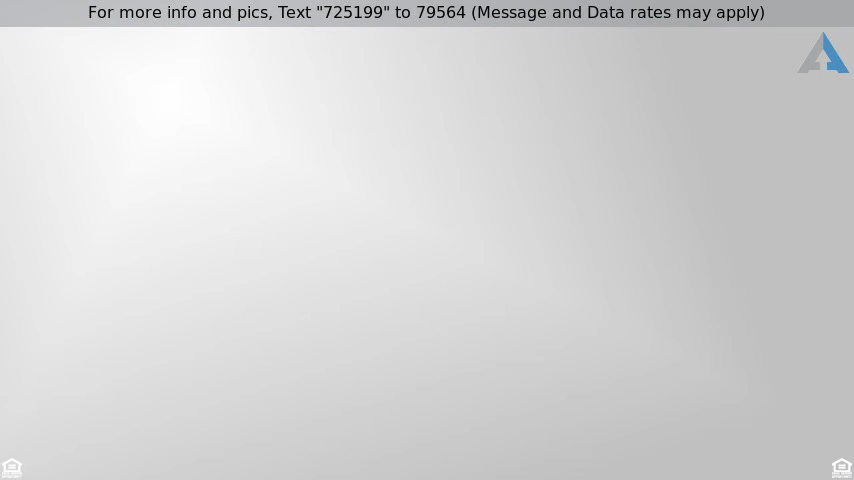 For more info and pics, Text "725199" to 79564 (Message and Data rates may apply)